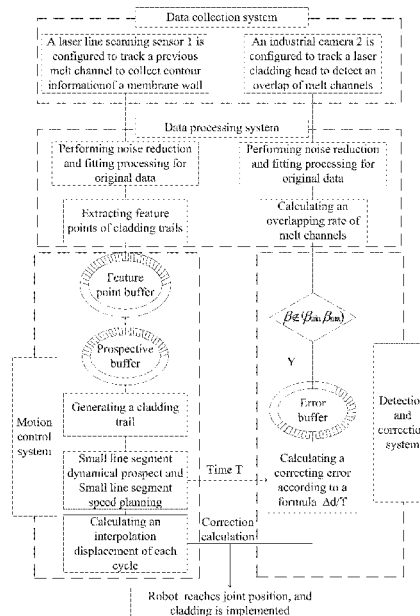 Data collection system
A laser line scanning sensor 1 is
configured to track a previous
melt channel to collect contour
informationof a membrane wall
An industrial camera 2 is
configured to track a laser
cladding head to detect an
overlap of melt channels
Data processing system
Performing noise reduction
and fitting processing for
original data
Performing noise reduction
and fitting processing for
original data
Extracting feature
points of cladding trails
Calculating an
overlapping rate of
melt channels
Feature
point buffer
Prospective
buffer
Generating a cladding
trail
Small line segment
dynamical prospect and
Small line segment
speed planning
Calculating an
interpolation
displacement of each
cycle
Motion
control
system
β∉(βmin,βmax)
Y
Error
buffer
Calculating a
correcting error
according to a
formula Δd/T
Detection
and
correction
system
Time T
Correction
calculation
Robot reaches joint position, and
cladding is implemented